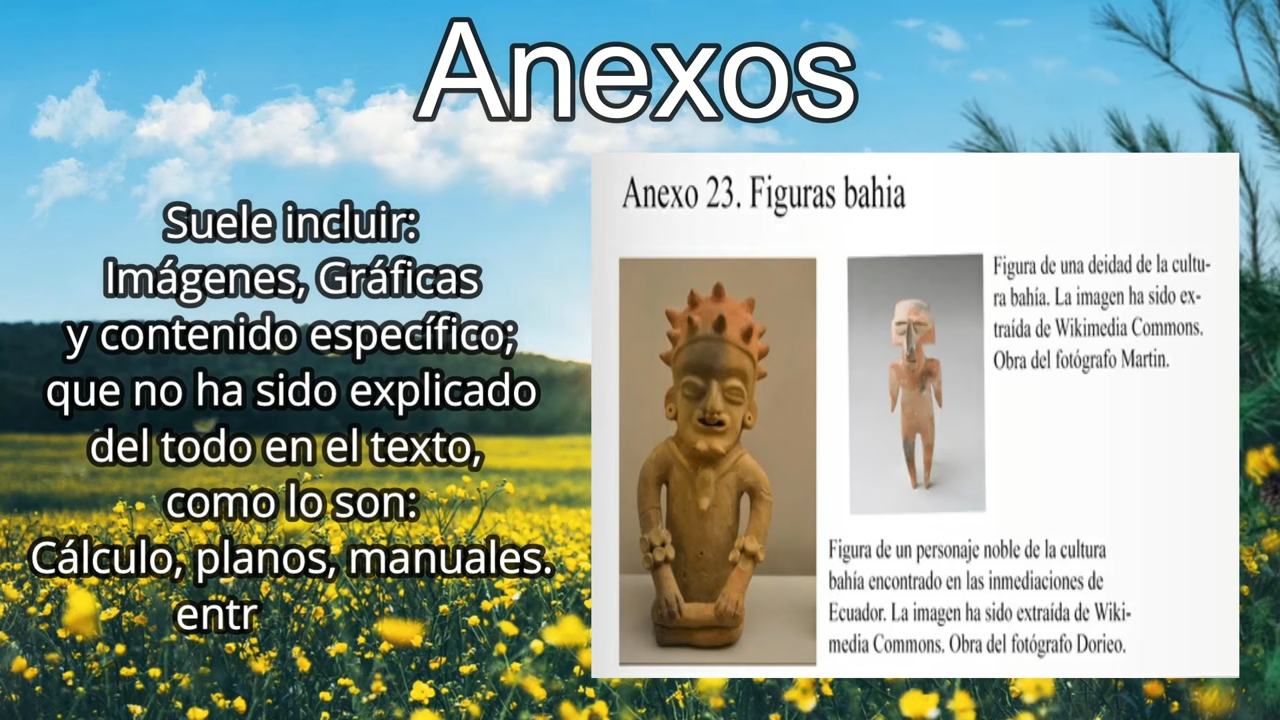 Anexos
Suele incluir:
Imágenes, Gráficas
y contenido específico;
que no ha sido explicado
del todo en el texto,
como lo son:
Cálculo, planos, manuales.
entr
Anexo 23. Figuras bahia
Figura de una deidad de la cultu-
ra bahía. La imagen ha sido ex-
traída de Wikimedia Commons.
Obra del fotógrafo Martin.
Figura de un personaje noble de la cultura
bahía encontrado en las inmediaciones de
Ecuador. La imagen ha sido extraída de Wiki-
media Commons. Obra del fotógrafo Dorieo.